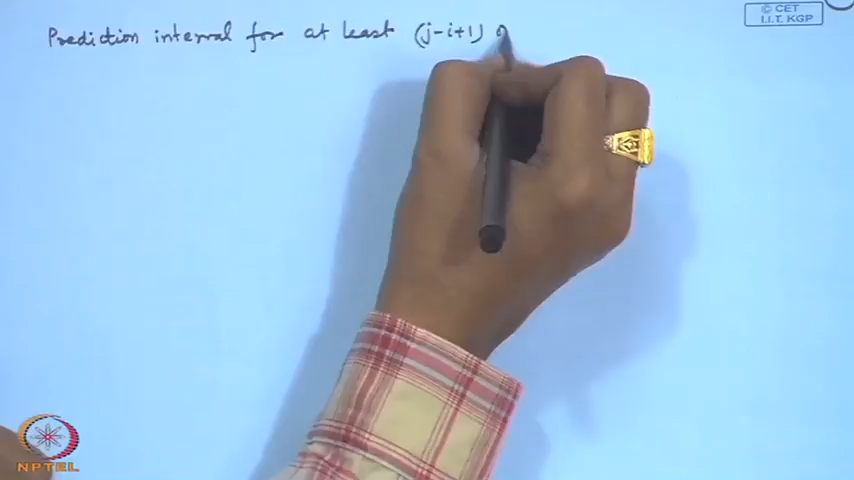 © CET
I.I.T. KGP
Prediction interval for at least (j-i+1)
NPTEL